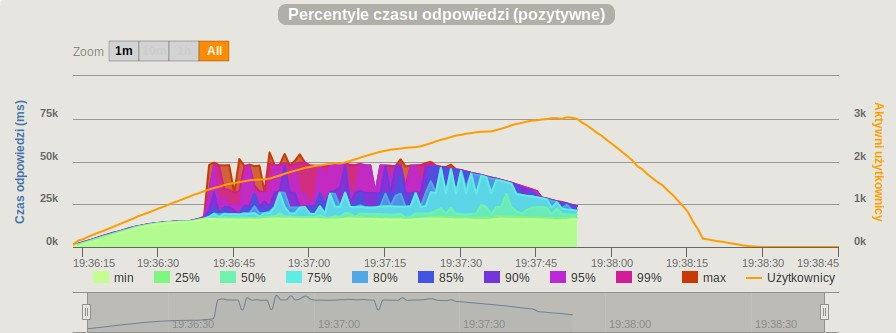 Percentyle czasu odpowiedzi (pozytywne)
Zoom 1m 10m 1h All
Czas odpowiedzi (ms)
75k
50k
25k
0k
3k
2k
1k
0k
Aktywni użytkownicy
19:36:15 19:36:30 19:36:45 19:37:00 19:37:15 19:37:30 19:37:45 19:38:00 19:38:15 19:38:30 19:38:45
min 25% 50% 75% 80% 85% 90% 95% 99% max Użytkownicy
19:36:30 19:37:00 19:37:30 19:38:00 19:38:30